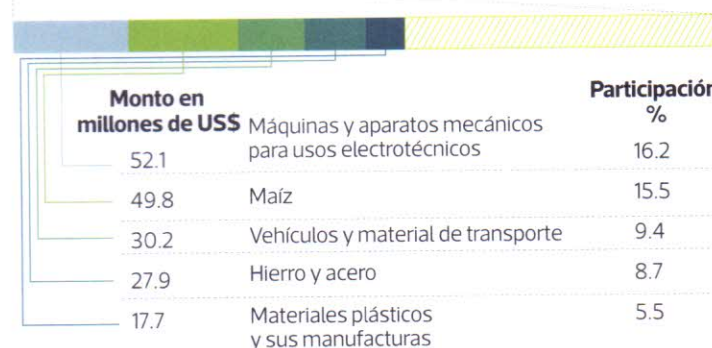 Monto en
millones de US$
Participación
%
52.1 Máquinas y aparatos mecánicos
para usos electrotécnicos 16.2
49.8 Maíz 15.5
30.2 Vehículos y material de transporte 9.4
27.9 Hierro y acero 8.7
17.7 Materiales plásticos
y sus manufacturas 5.5